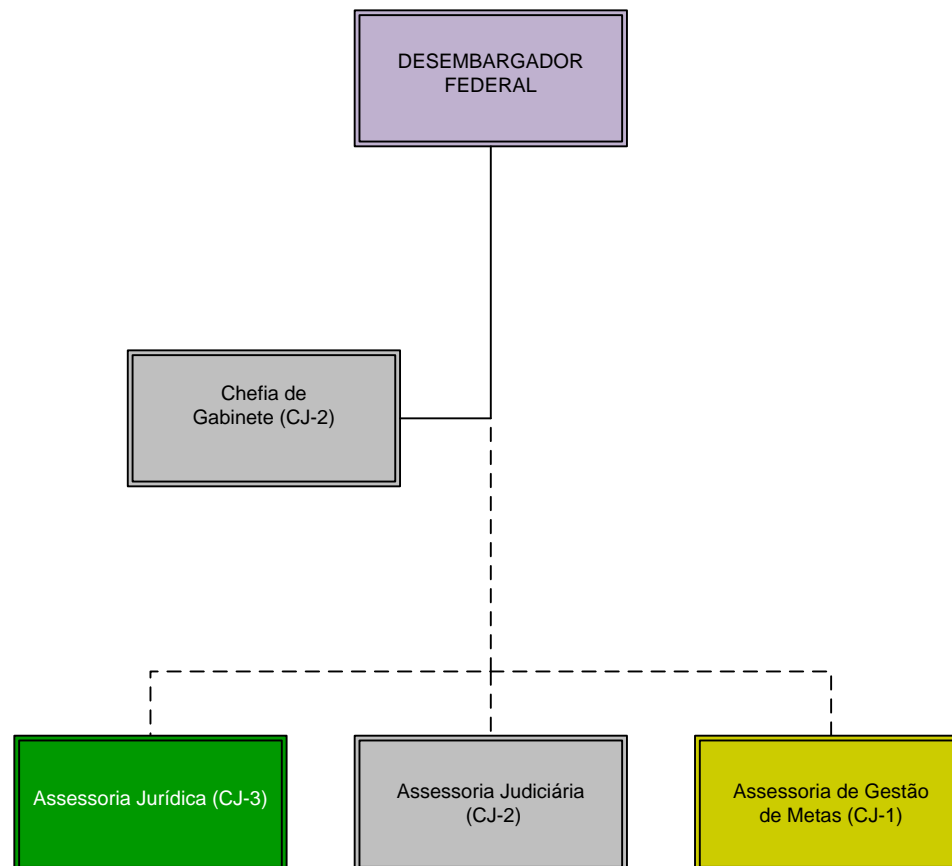 DESEMBARGADOR
FEDERAL
Chefia de
Gabinete (CJ-2)
Assessoria Jurídica (CJ-3)
Assessoria Judiciária
(CJ-2)
Assessoria de Gestão
de Metas (CJ-1)